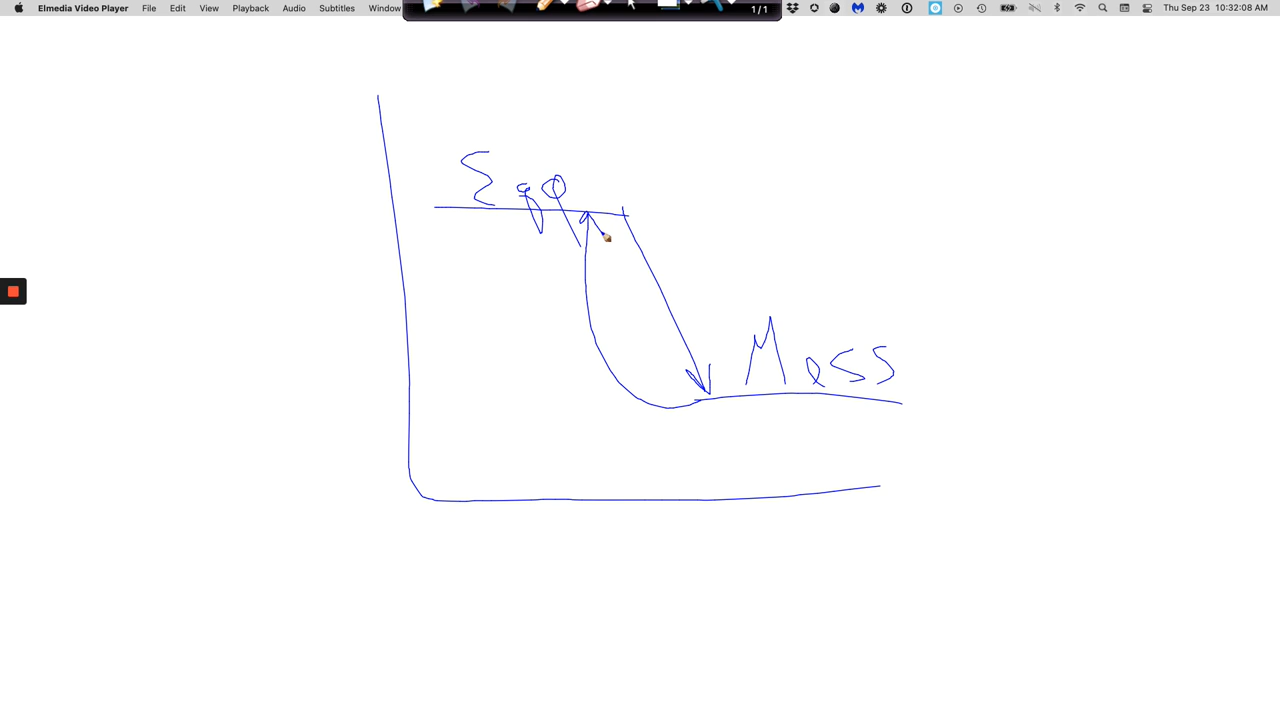 Elmedia Video Player File Edit View Playback Audio Subtitles Window
1/1
Thu Sep 23 10:32:08 AM
Ego
Mess